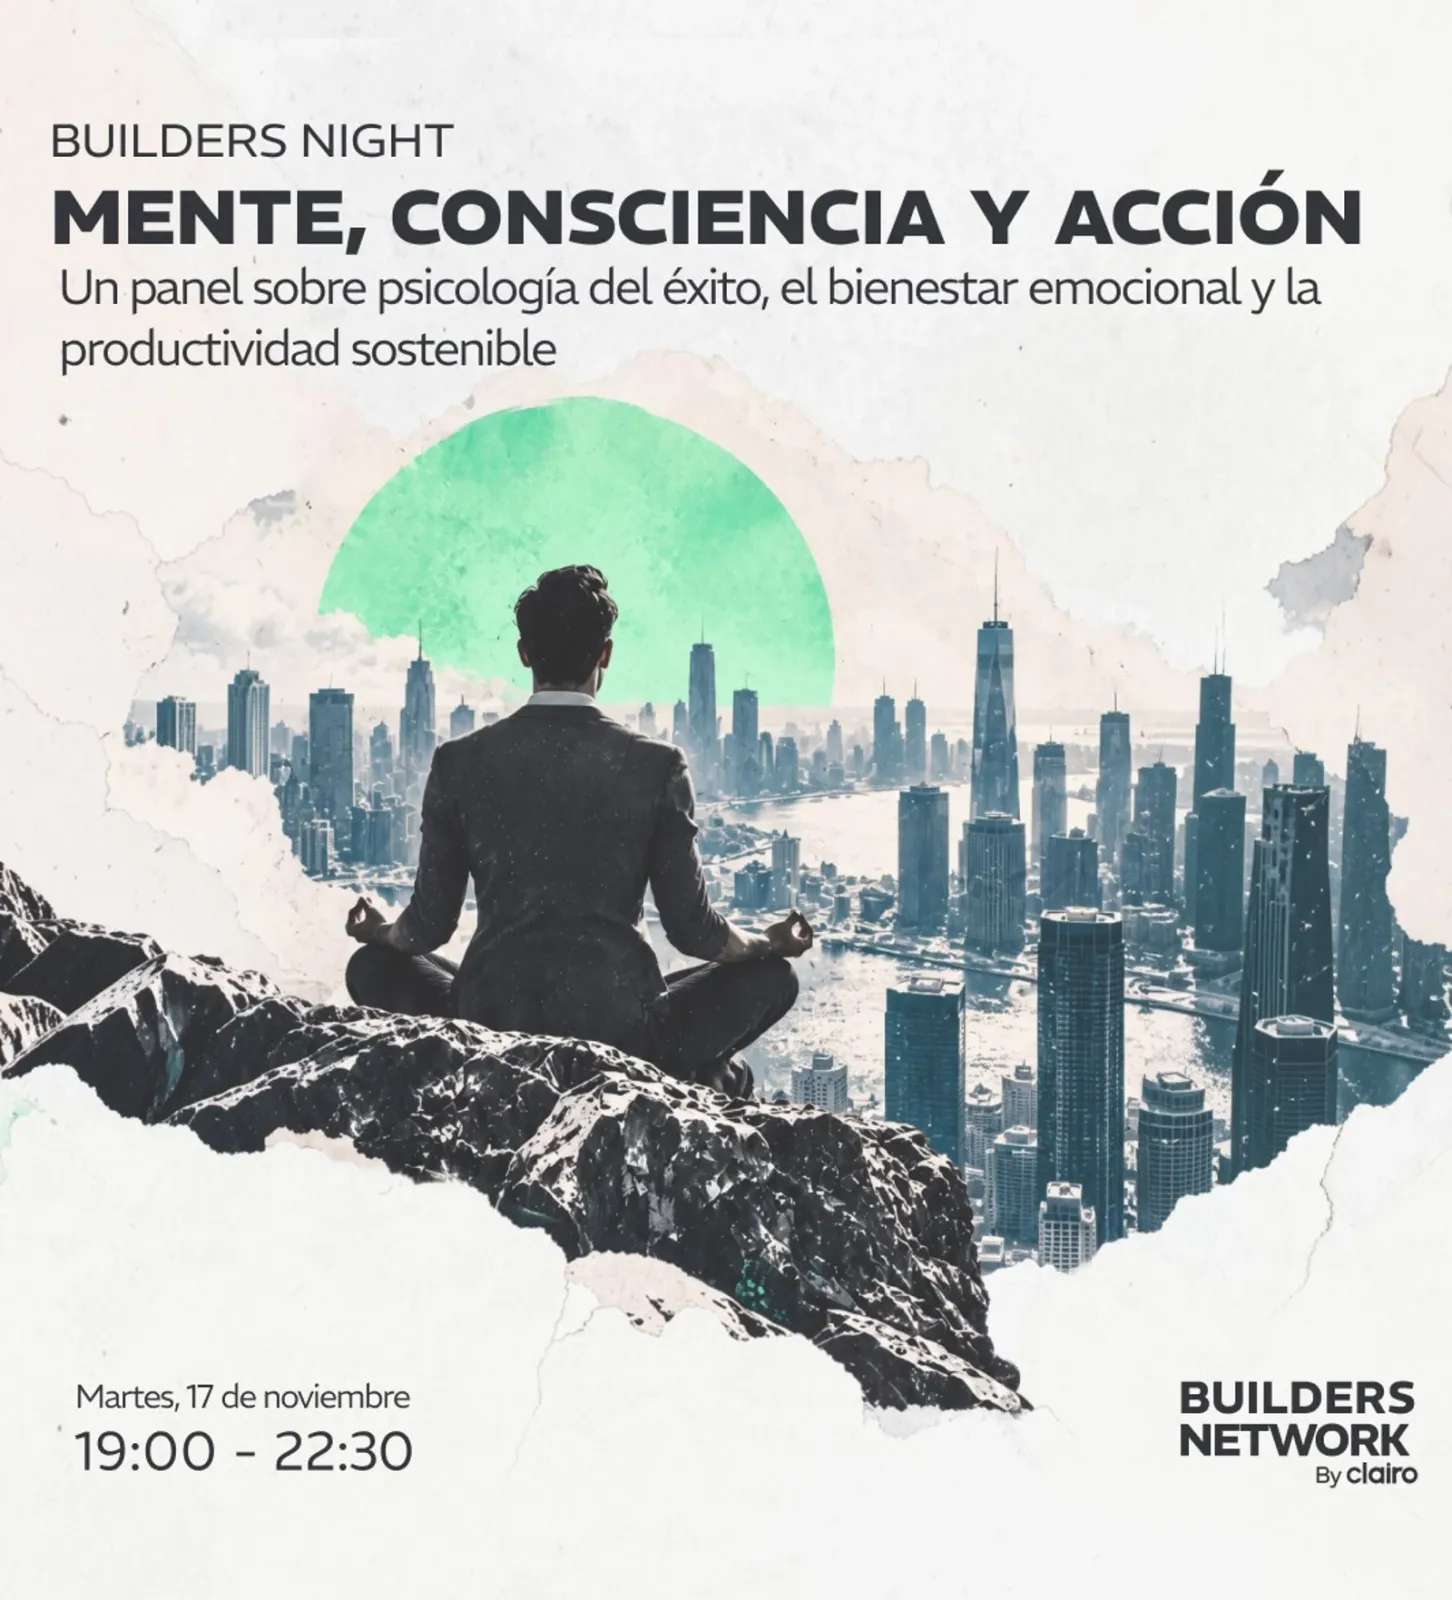 BUILDERS NIGHT
MENTE, CONSCIENCIA Y ACCIÓN
Un panel sobre psicología del éxito, el bienestar emocional y la
productividad sostenible
Martes, 17 de noviembre
19:00 - 22:30
BUILDERS
NETWORK
By clairo